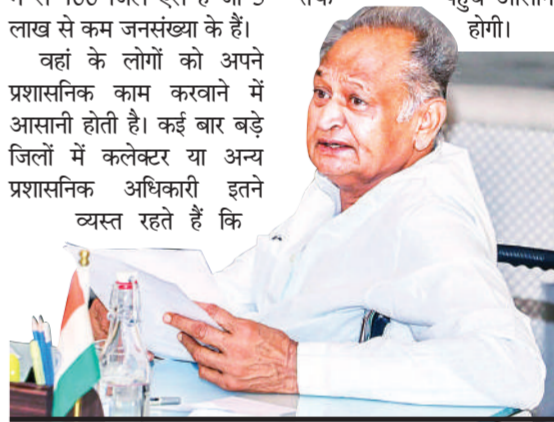 लाख से कम जनसंख्या के हैं।
वहां के लोगों को अपने
प्रशासनिक काम करवाने में
आसानी होती है। कई बार बड़े
जिलों में कलेक्टर या अन्य
प्रशासनिक अधिकारी इतने
व्यस्त रहते हैं कि
होगी।